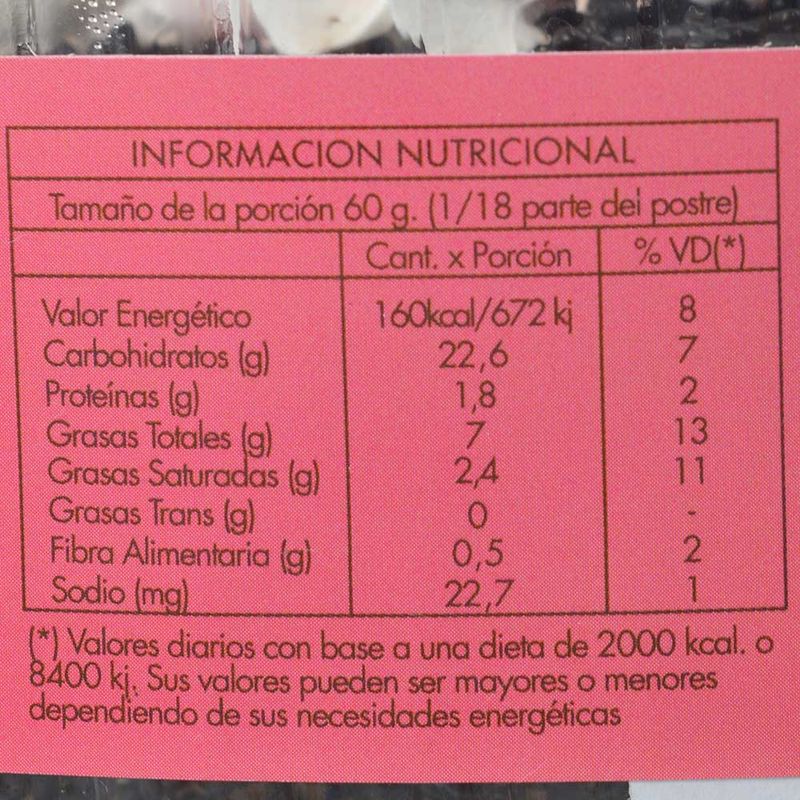 INFORMACION NUTRICIONAL
Tamaño de la porción 60 g. (1/18 parte del postre)
Cant. x Porción % VD(*)
Valor Energético 160kcal/672 kj 8
Carbohidratos (g) 22,6 7
Proteínas (g) 1,8 2
Grasas Totales (g) 7 13
Grasas Saturadas (g) 2,4 11
Grasas Trans (g) 0 -
Fibra Alimentaria (g) 0,5 2
Sodio (mg) 22,7 1
(*) Valores diarios con base a una dieta de 2000 kcal. o
8400 kj. Sus valores pueden ser mayores o menores
dependiendo de sus necesidades energéticas